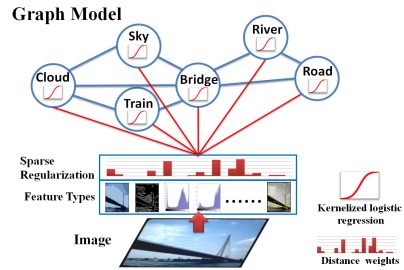 Graph Model
Sky
River
Cloud
Bridge
Road
Train
Sparse
Regularization
Feature Types
Image
Kernelized logistic
regression
Distance weights